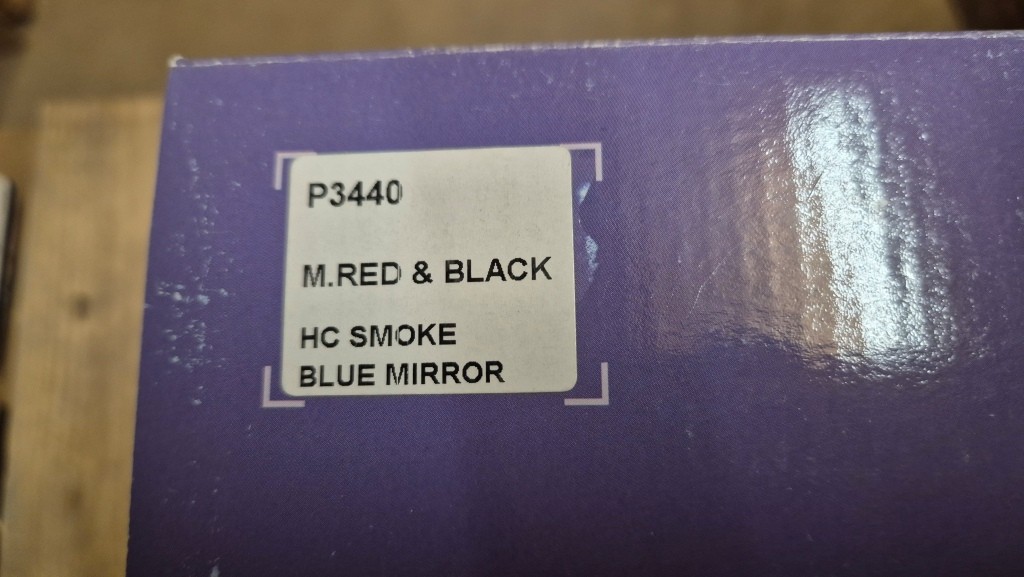 P3440
M.RED & BLACK
HC SMOKE
BLUE MIRROR